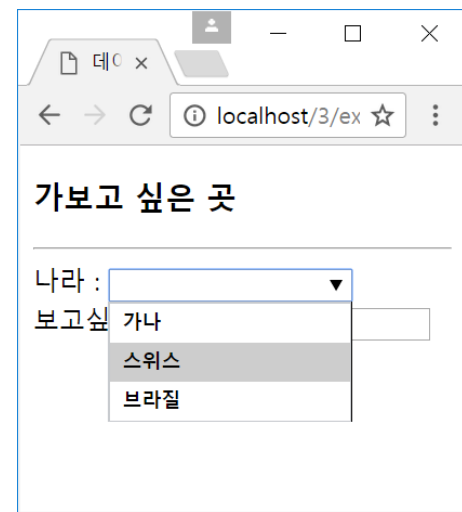 데이
localhost/3/ex
가보고 싶은 곳
나라 :
가나
보고싶
스위스
브라질